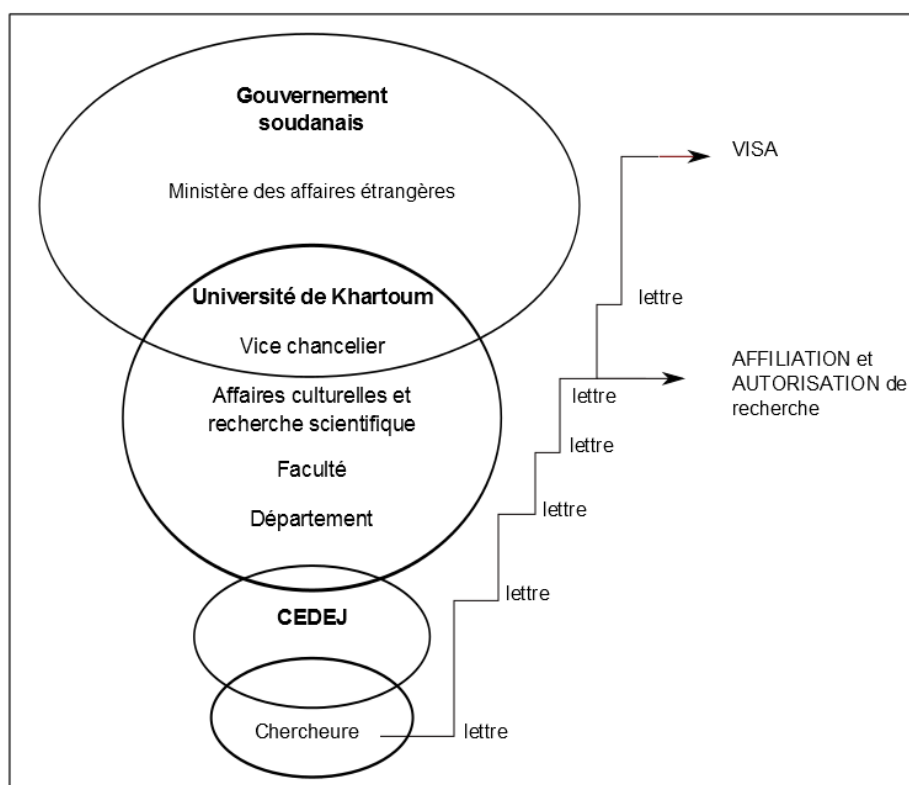 Gouvernement
soudanais
Ministère des affaires étrangères
Université de Khartoum
Vice chancelier
Affaires culturelles et
recherche scientifique
Faculté
Département
CEDEJ
Chercheure
VISA
lettre
AFFILIATION et
AUTORISATION de
recherche
lettre
lettre
lettre
lettre
lettre